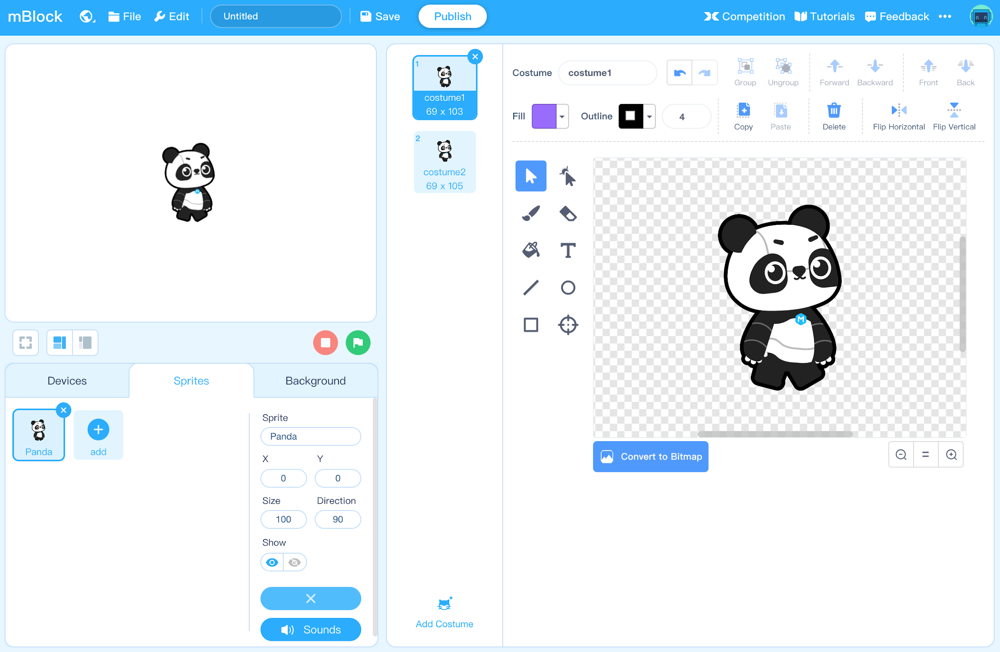 mBlock File Edit Untitled Save Publish Competition Tutorials Feedback
1
costume1
69 x 103
2
costume2
69 x 105
Add Costume
Costume costume1 Group Ungroup Forward Backward Front Back
Fill Outline 4 Copy Paste Delete Flip Horizontal Flip Vertical
M
M
Convert to Bitmap
Devices Sprites Background
Panda add
Sprite
Panda
X Y
0 0
Size Direction
100 90
Show
Sounds